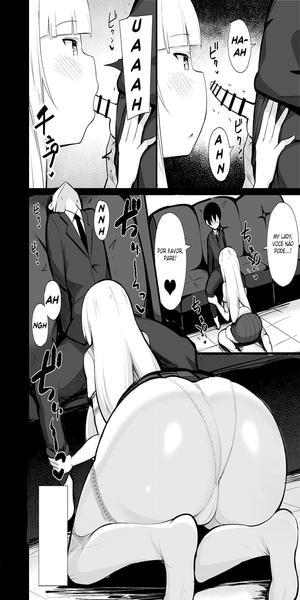 HA-
AH
UAAAH
AHN
MY LADY,
VOCÊ NÃO
PODE...!
NNH
POR FAVOR,
PARE!
AH
NGH